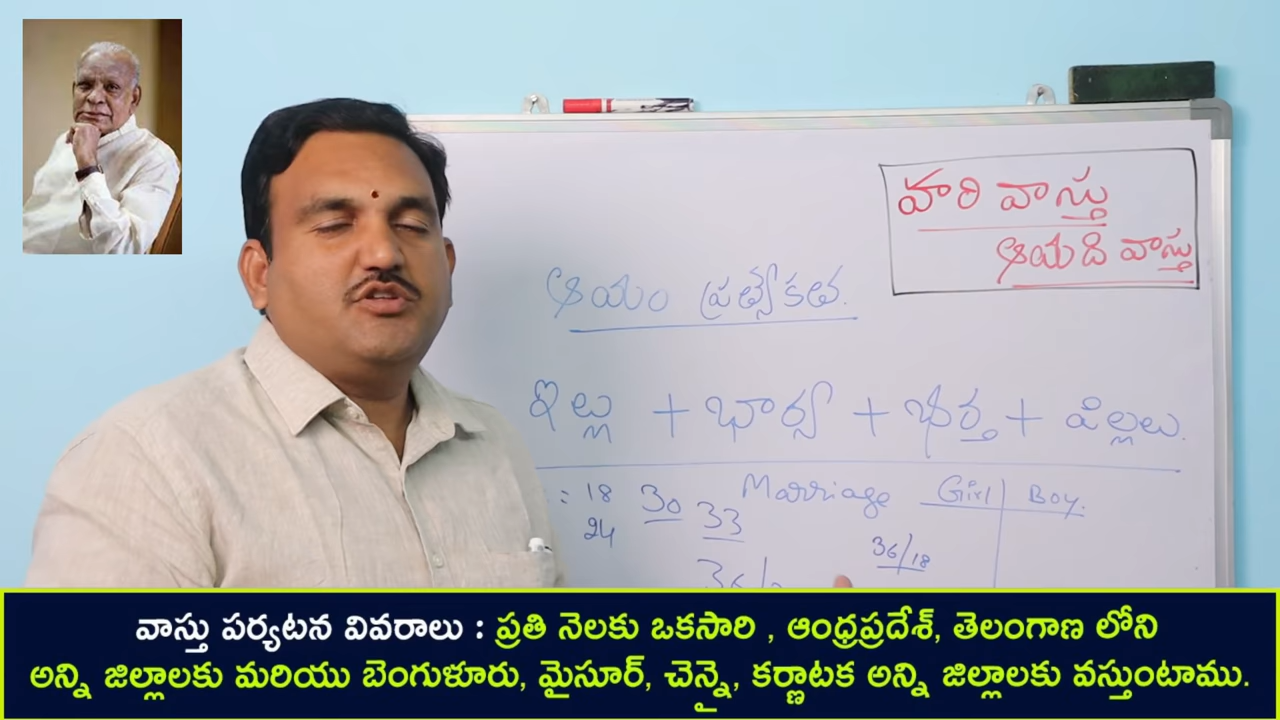 హరి వాస్తు
ఆయది వాస్తు
ఆయం ప్రత్యేకత.
ఇల్లు + భార్య + భర్త + పిల్లలు.
: 18 30 33 Marriage Girl Boy.
24
36/18
36/
వాస్తు పర్యటన వివరాలు : ప్రతి నెలకు ఒకసారి , ఆంధ్రప్రదేశ్, తెలంగాణ లోని
అన్ని జిల్లాలకు మరియు బెంగుళూరు, మైసూర్, చెన్నై, కర్ణాటక అన్ని జిల్లాలకు వస్తుంటాము.